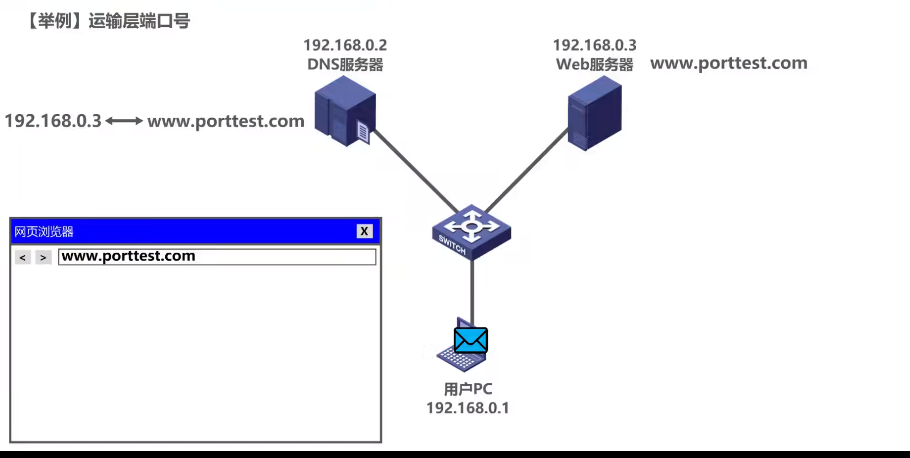 【举例】运输层端口号
192.168.0.2
DNS服务器
192.168.0.3
Web服务器
www.porttest.com
192.168.0.3
www.porttest.com
SWITCH
网页浏览器
X
<
>
www.porttest.com
用户PC
192.168.0.1